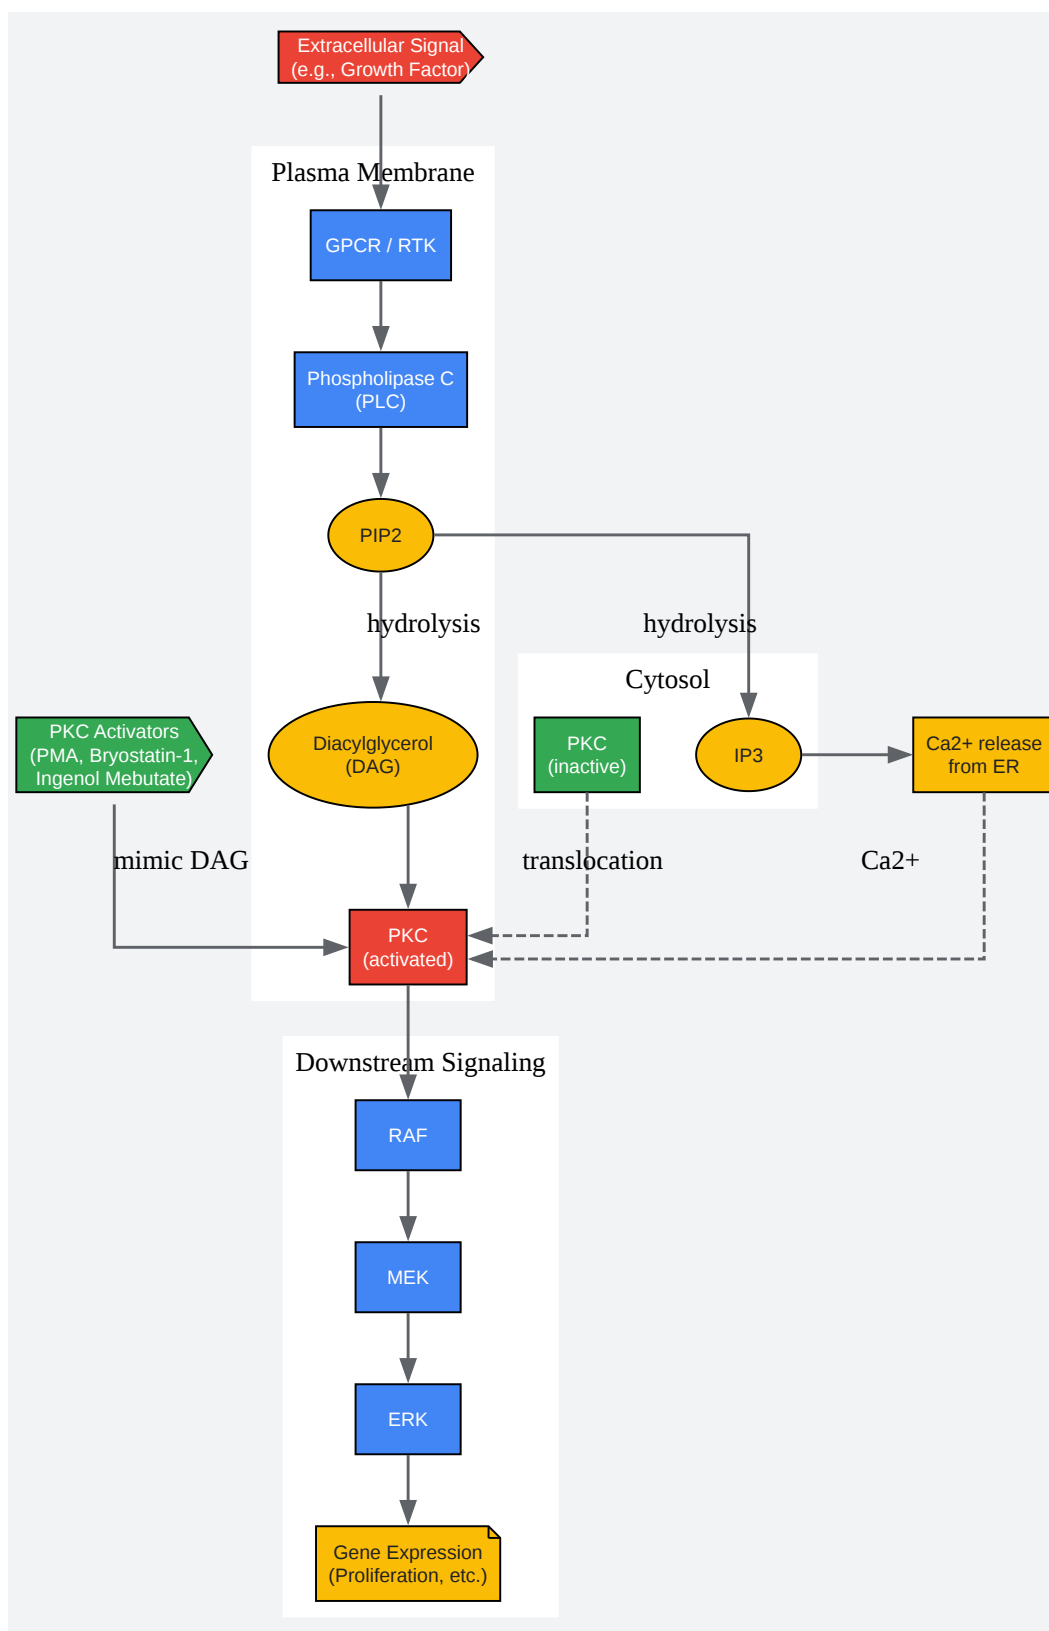 Extracellular Signal
(e.g., Growth Factor)
Plasma Membrane
GPCR / RTK
Phospholipase C
(PLC)
PIP2
hydrolysis
hydrolysis
Cytosol
PKC Activators
(PMA, Bryostatin-1,
Ingenol Mebutate)
Diacylglycerol
(DAG)
PKC
(inactive)
IP3
Ca2+ release
from ER
mimic DAG
translocation
Ca2+
PKC
(activated)
Downstream Signaling
RAF
MEK
ERK
Gene Expression
(Proliferation, etc.)